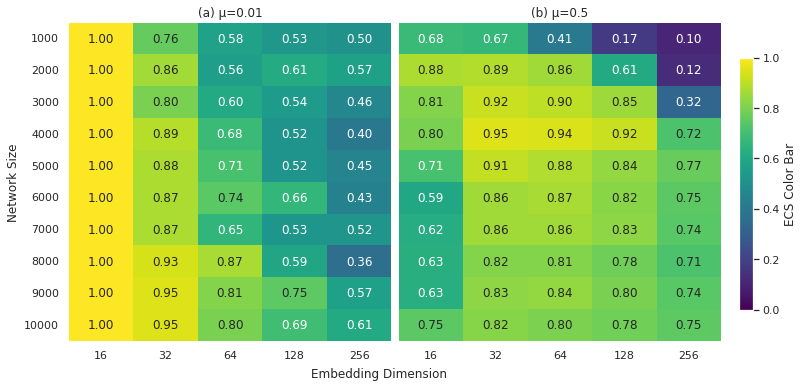 (a) μ=0.01 (b) μ=0.5
1000 1.00 0.76 0.58 0.53 0.50 0.68 0.67 0.41 0.17 0.10
2000 1.00 0.86 0.56 0.61 0.57 0.88 0.89 0.86 0.61 0.12
3000 1.00 0.80 0.60 0.54 0.46 0.81 0.92 0.90 0.85 0.32
4000 1.00 0.89 0.68 0.52 0.40 0.80 0.95 0.94 0.92 0.72
5000 1.00 0.88 0.71 0.52 0.45 0.71 0.91 0.88 0.84 0.77
6000 1.00 0.87 0.74 0.66 0.43 0.59 0.86 0.87 0.82 0.75
7000 1.00 0.87 0.65 0.53 0.52 0.62 0.86 0.86 0.83 0.74
8000 1.00 0.93 0.87 0.59 0.36 0.63 0.82 0.81 0.78 0.71
9000 1.00 0.95 0.81 0.75 0.57 0.63 0.83 0.84 0.80 0.74
10000 1.00 0.95 0.80 0.69 0.61 0.75 0.82 0.80 0.78 0.75
16 32 64 128 256 16 32 64 128 256
Embedding Dimension
Network Size
1.0
0.8
0.6
0.4
0.2
0.0
ECS Color Bar